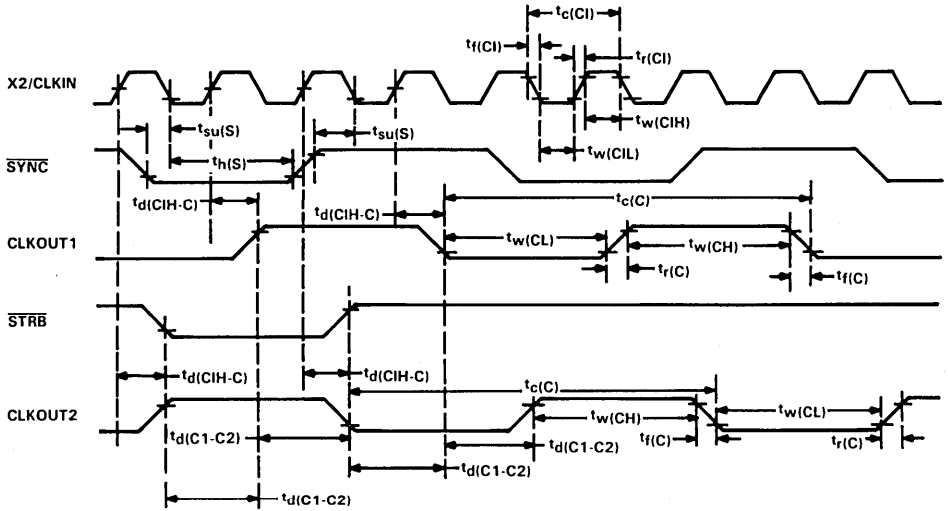 tc(CI)
tf(CI)
tr(CI)
X2/CLKIN
tsu(S)
tsu(S)
tw(CIH)
th(S)
tw(CIL)
SYNC
td(CIH-C)
td(CIH-C)
tc(C)
CLKOUT1
tw(CL)
tw(CH)
tr(C)
tf(C)
STRB
td(CIH-C)
td(CIH-C)
tc(C)
CLKOUT2
tw(CH)
tw(CL)
td(C1-C2)
td(C1-C2)
tf(C)
tr(C)
td(C1-C2)
td(C1-C2)